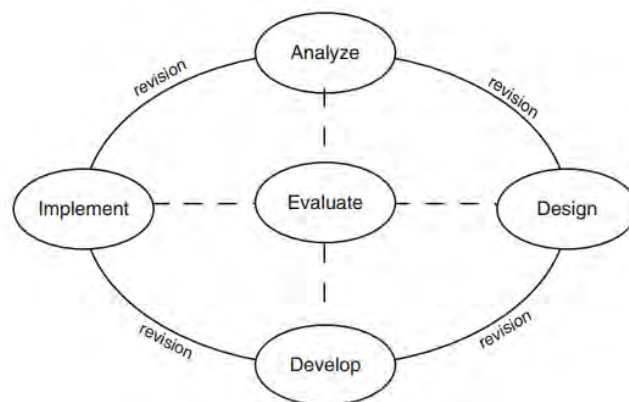 Analyze
revision
revision
Implement
Evaluate
Design
revision
revision
Develop